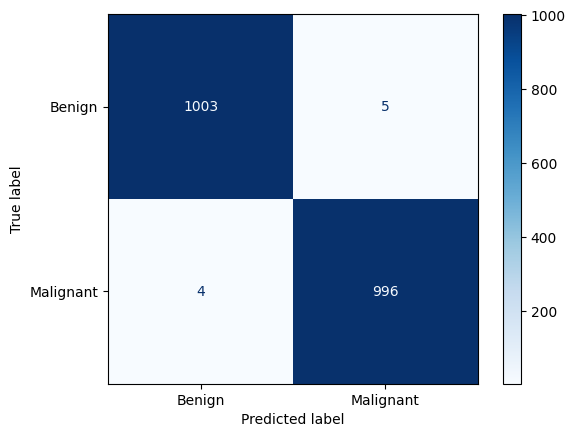 1000
Benign 1003 5
800
True label
600
400
Malignant 4 996
200
Benign Malignant
Predicted label